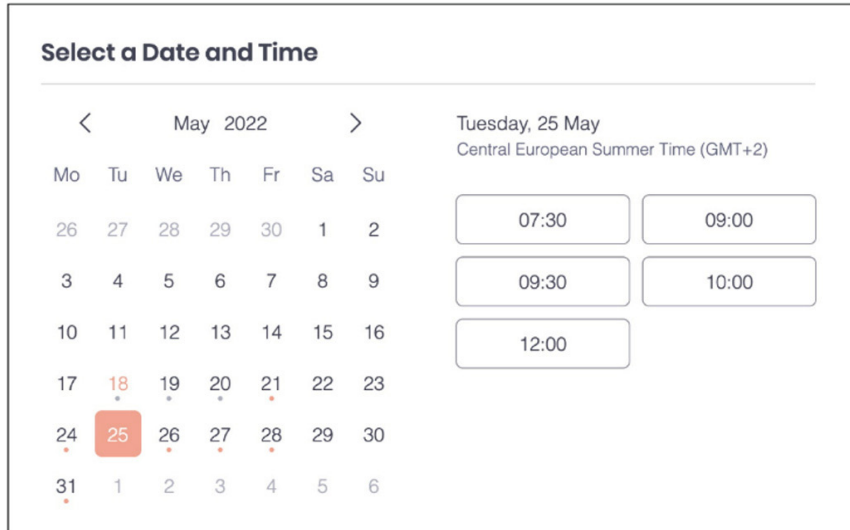 Select a Date and Time
May 2022
Mo Tu We Th Fr Sa Su
26 27 28 29 30 1 2
3 4 5 6 7 8 9
10 11 12 13 14 15 16
17 18 19 20 21 22 23
24 25 26 27 28 29 30
31 1 2 3 4 5 6
Tuesday, 25 May
Central European Summer Time (GMT+2)
07:30 09:00
09:30 10:00
12:00